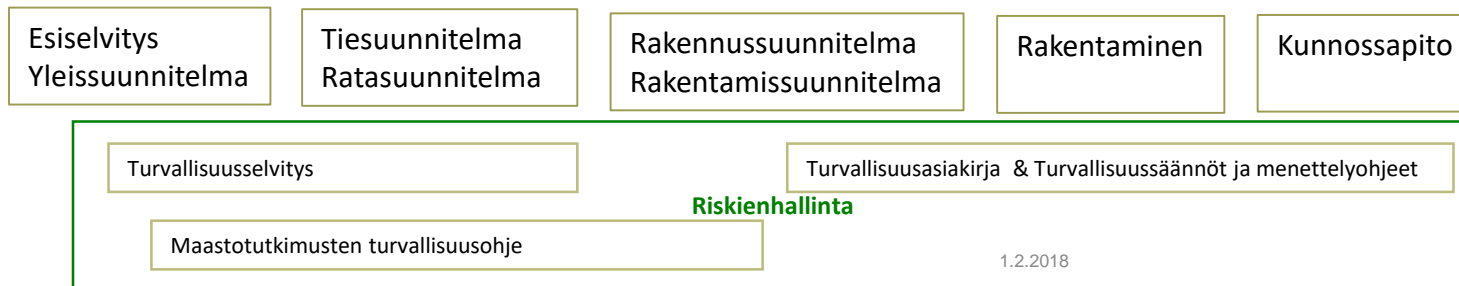 Esiselvitys
Yleissuunnitelma
Tiesuunnitelma
Ratasuunnitelma
Rakennussuunnitelma
Rakentamissuunnitelma
Rakentaminen
Kunnossapito
Turvallisuusselvitys
Turvallisuusasiakirja & Turvallisuussäännöt ja menettelyohjeet
Riskienhallinta
Maastotutkimusten turvallisuusohje
1.2.2018